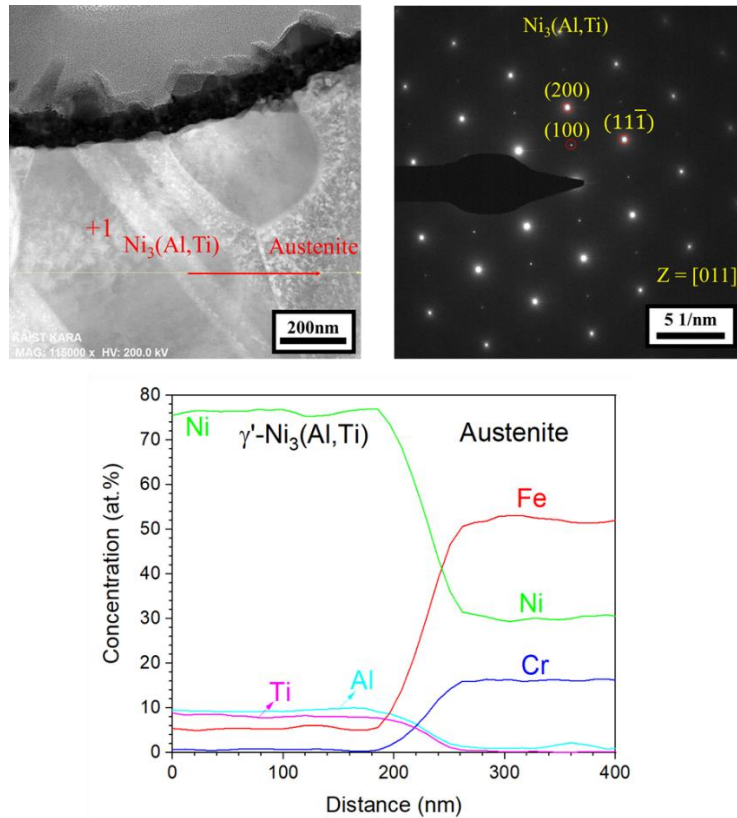 +1
Ni₃(Al,Ti)
Austenite
200nm
KAIST KARA
MAG: 115000 x HV: 200.0 kV
Ni₃(Al,Ti)
(200)
(111̄)
(100)
Z = [011]
5 1/nm
Concentration (at.%)
80
70
60
50
40
30
20
10
0
Ni
γ'-Ni₃(Al,Ti)
Austenite
Fe
Ni
Cr
Ti
Al
0
100
200
300
400
Distance (nm)